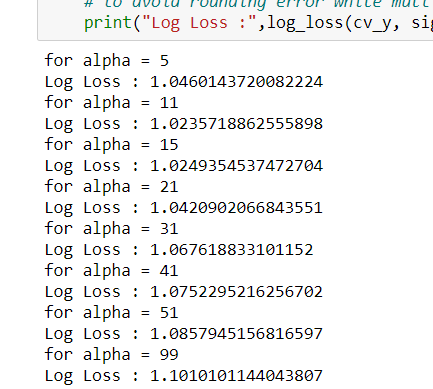 # to avoid rounding error while mult
print("Log Loss :",log_loss(cv_y, sig
for alpha = 5
Log Loss : 1.0460143720082224
for alpha = 11
Log Loss : 1.0235718862555898
for alpha = 15
Log Loss : 1.0249354537472704
for alpha = 21
Log Loss : 1.0420902066843551
for alpha = 31
Log Loss : 1.067618833101152
for alpha = 41
Log Loss : 1.0752295216256702
for alpha = 51
Log Loss : 1.0857945156816597
for alpha = 99
Log Loss : 1.1010101144043807